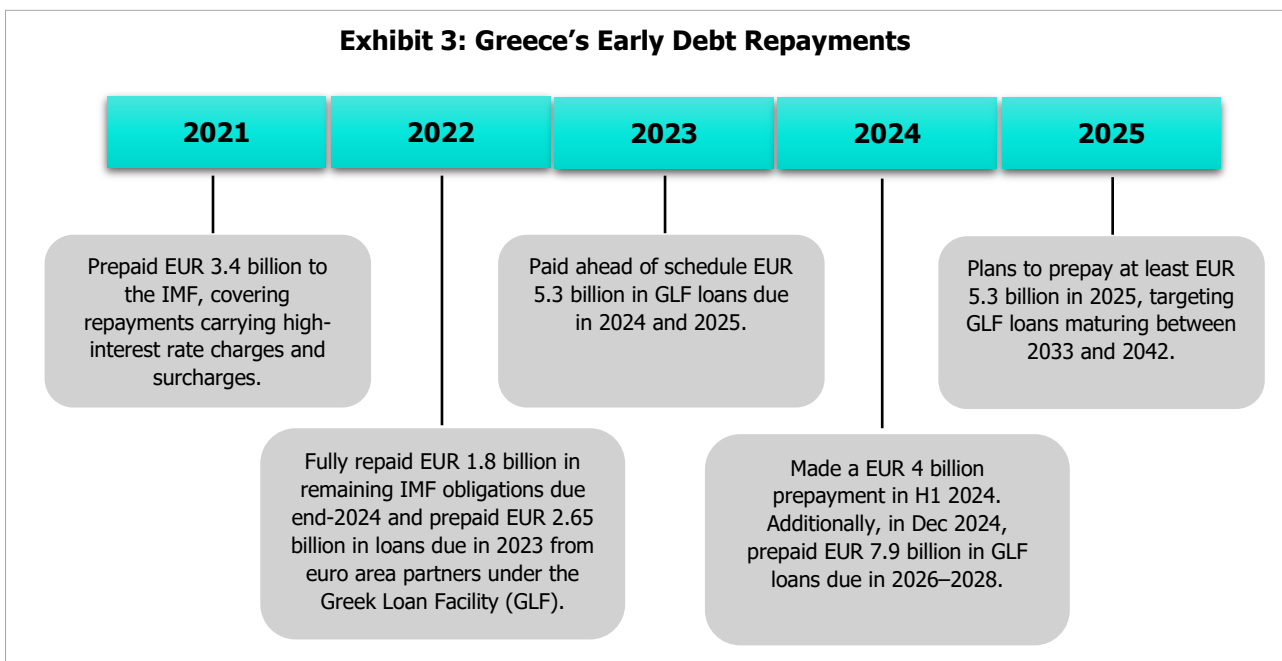 Exhibit 3: Greece's Early Debt Repayments
2021
2022
2023
2024
2025
Prepaid EUR 3.4 billion to
the IMF, covering
repayments carrying high-
interest rate charges and
surcharges.
Fully repaid EUR 1.8 billion in
remaining IMF obligations due
end-2024 and prepaid EUR 2.65
billion in loans due in 2023 from
euro area partners under the
Greek Loan Facility (GLF).
Paid ahead of schedule EUR
5.3 billion in GLF loans due
in 2024 and 2025.
Made a EUR 4 billion
prepayment in H1 2024.
Additionally, in Dec 2024,
prepaid EUR 7.9 billion in GLF
loans due in 2026–2028.
Plans to prepay at least EUR
5.3 billion in 2025, targeting
GLF loans maturing between
2033 and 2042.